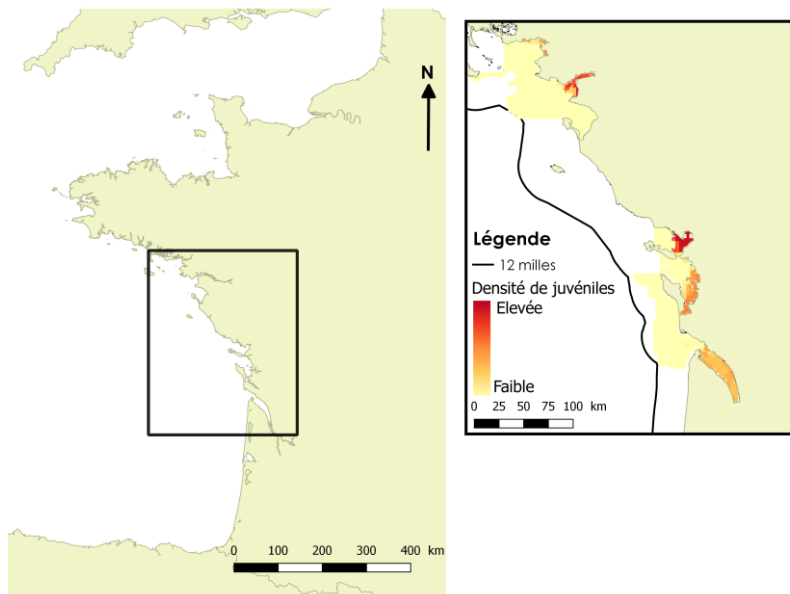 N
0 100 200 300 400 km
Légende
12 milles
Densité de juvéniles
Elevée
Faible
0 25 50 75 100 km